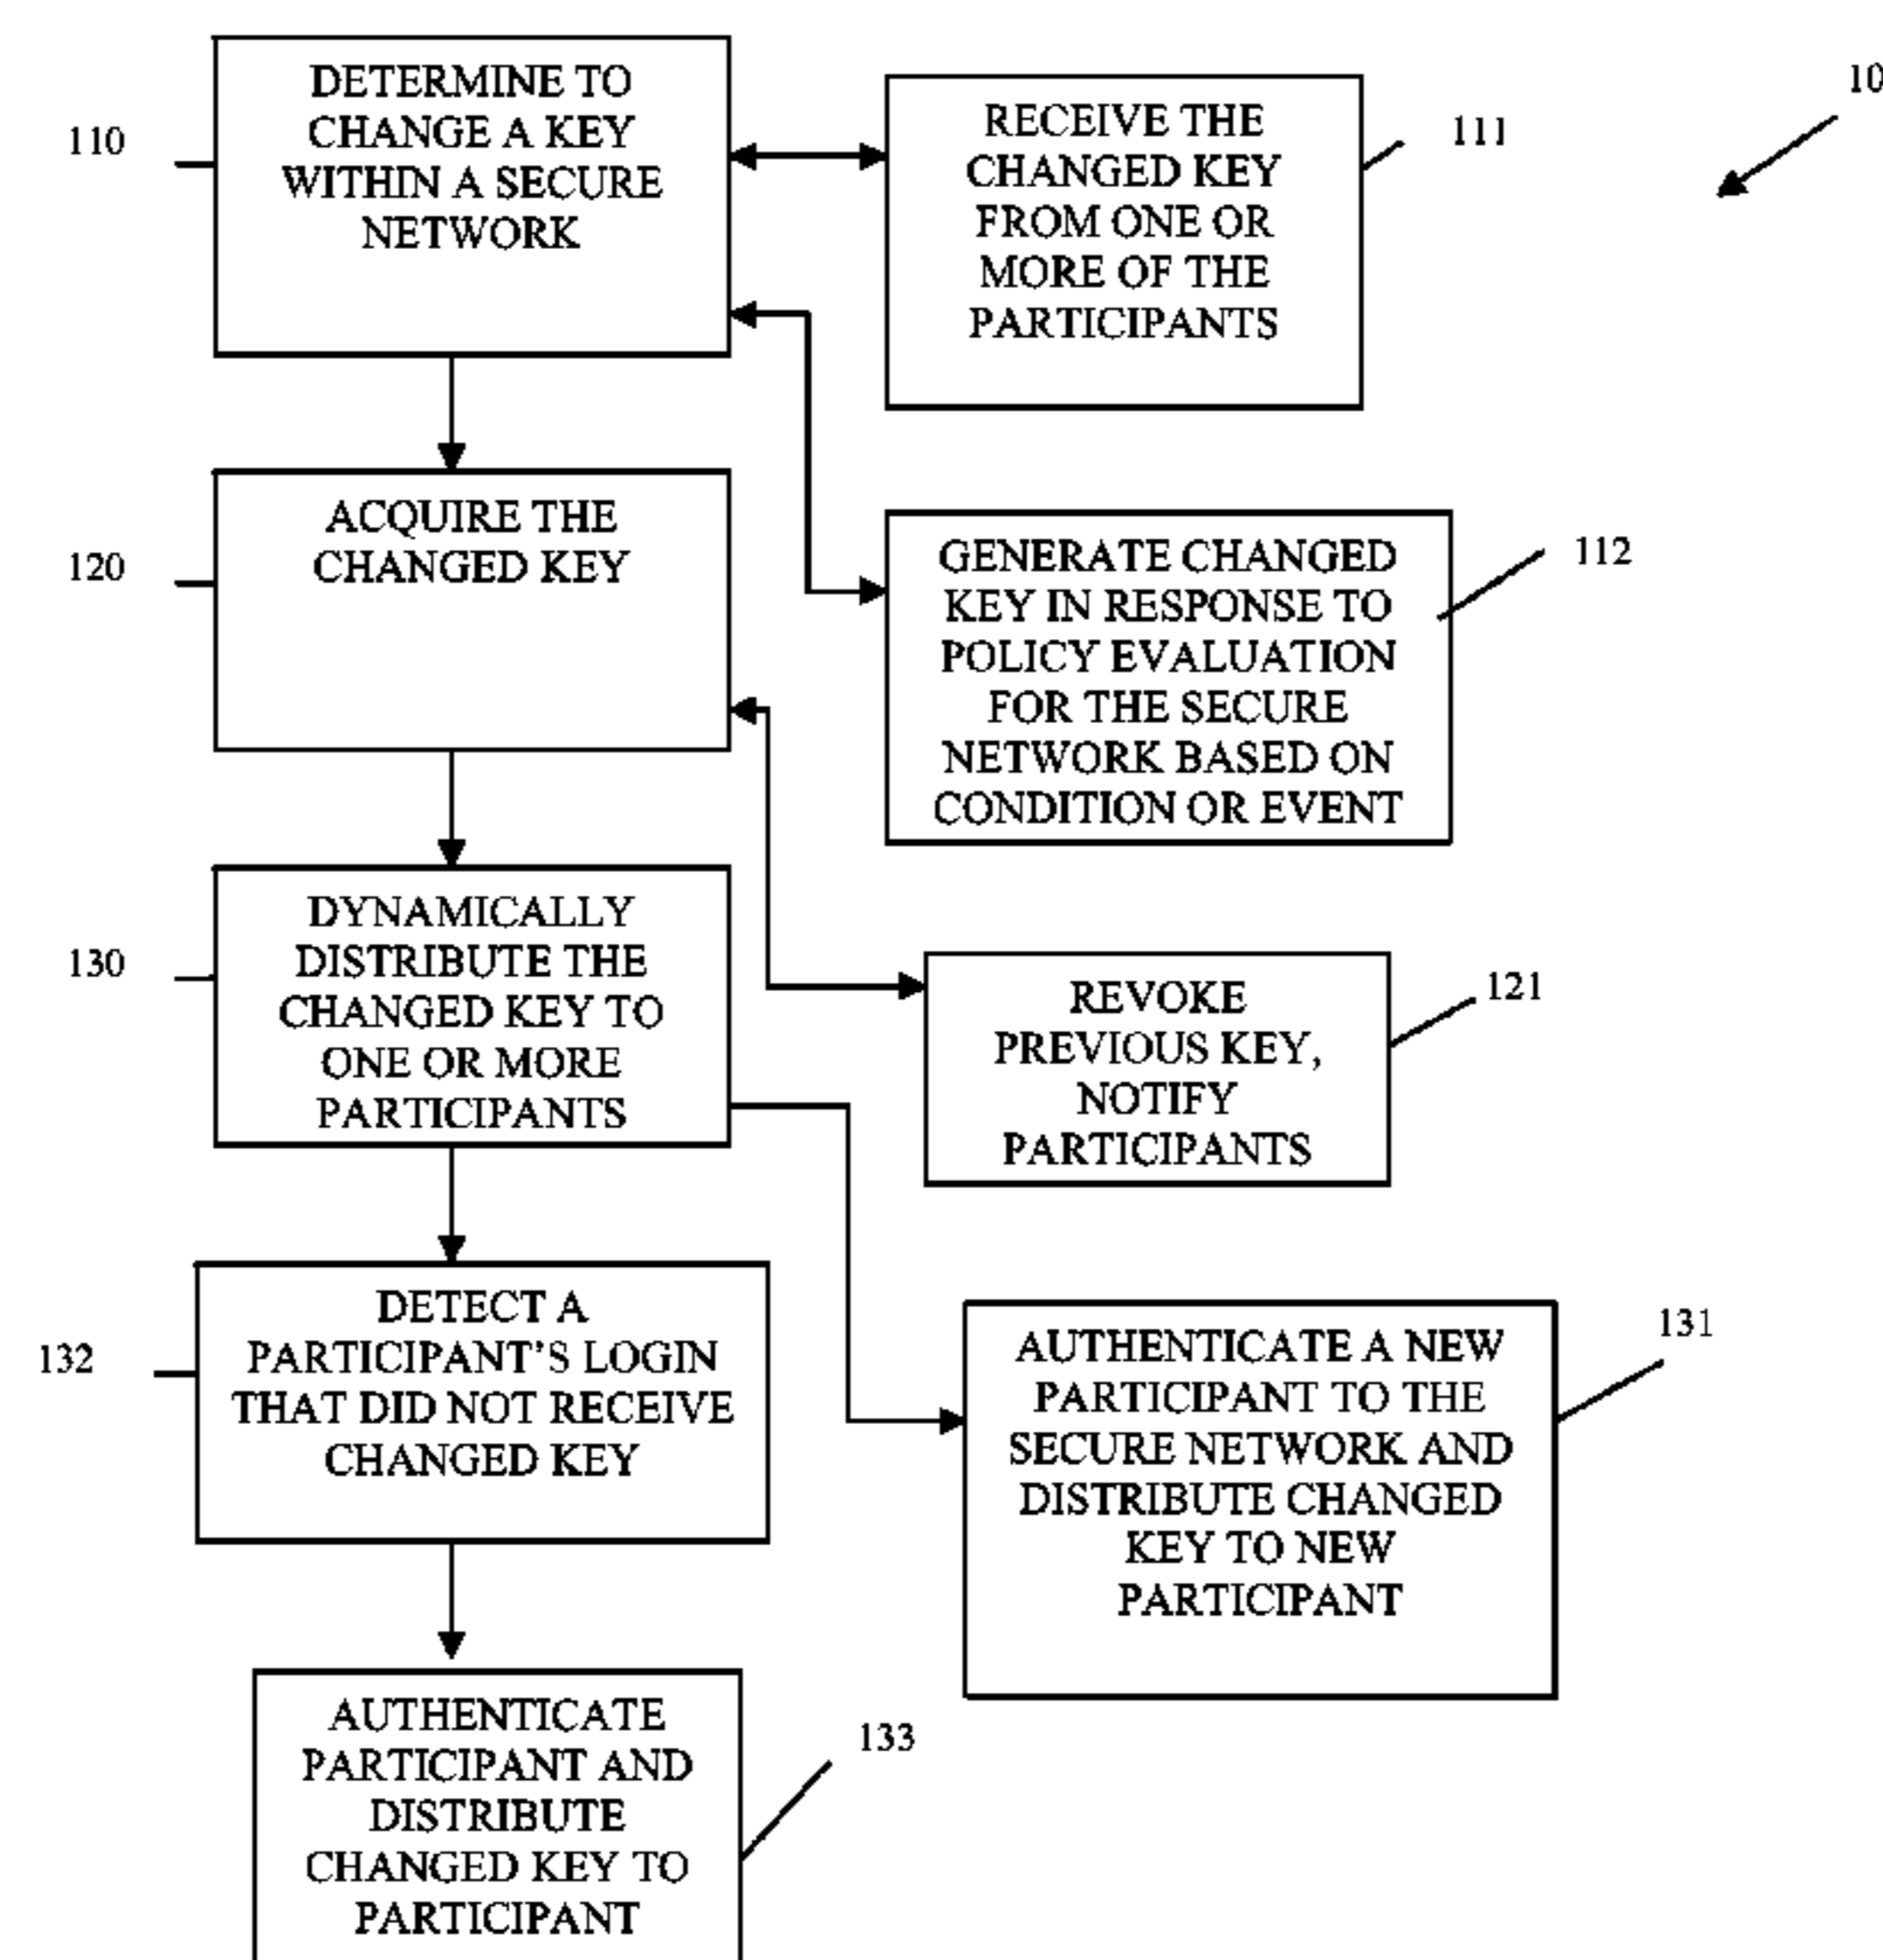 110
DETERMINE TO
CHANGE A KEY
WITHIN A SECURE
NETWORK
RECEIVE THE
CHANGED KEY
FROM ONE OR
MORE OF THE
PARTICIPANTS
111
10
120
ACQUIRE THE
CHANGED KEY
GENERATE CHANGED
KEY IN RESPONSE TO
POLICY EVALUATION
FOR THE SECURE
NETWORK BASED ON
CONDITION OR EVENT
112
130
DYNAMICALLY
DISTRIBUTE THE
CHANGED KEY TO
ONE OR MORE
PARTICIPANTS
REVOKE
PREVIOUS KEY,
NOTIFY
PARTICIPANTS
121
132
DETECT A
PARTICIPANT'S LOGIN
THAT DID NOT RECEIVE
CHANGED KEY
AUTHENTICATE A NEW
PARTICIPANT TO THE
SECURE NETWORK AND
DISTRIBUTE CHANGED
KEY TO NEW
PARTICIPANT
131
AUTHENTICATE
PARTICIPANT AND
DISTRIBUTE
CHANGED KEY TO
PARTICIPANT
133